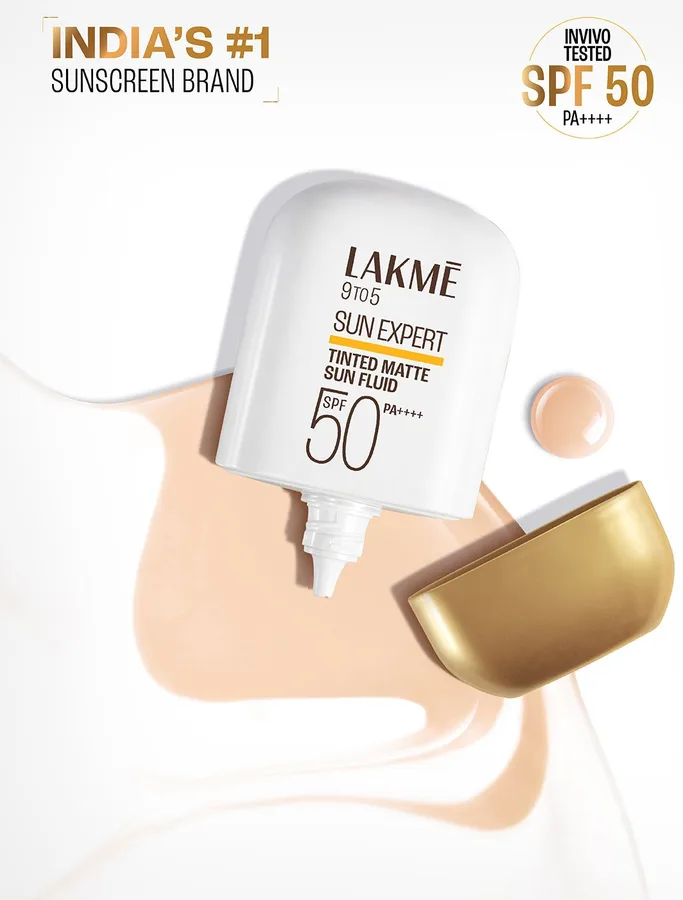 INDIA'S #1
SUNSCREEN BRAND
INVIVO
TESTED
SPF 50
PA++++
LAKMĒ
9TO5
SUN EXPERT
TINTED MATTE
SUN FLUID
SPF
50
PA++++